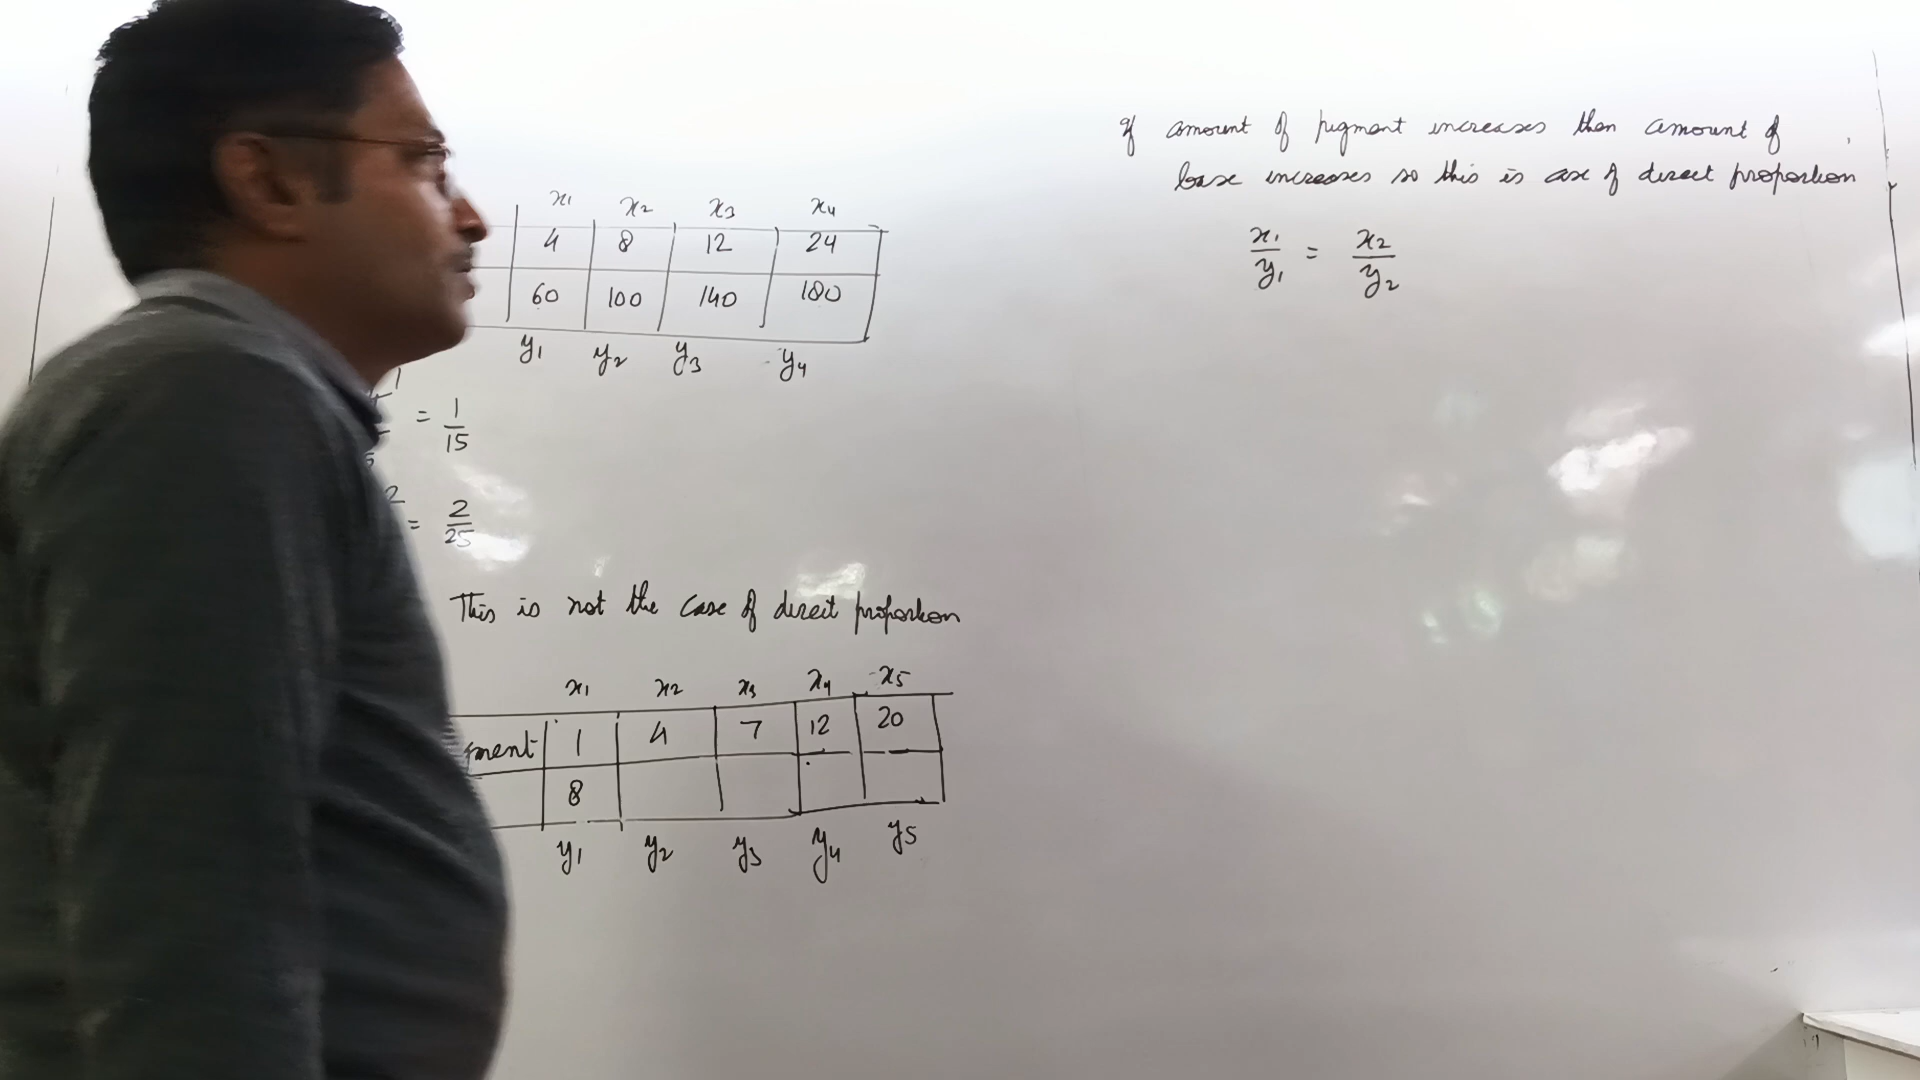 x1 x2 x3 x4
4 8 12 24
60 100 140 180
y1 y2 y3 y4
1
= 1/15
2
= 2/25
This is not the case of direct proportion
x1 x2 x3 x4 x5
ment 1 4 7 12 20
8
y1 y2 y3 y4 y5
If amount of pigment increases then amount of
base increases so this is case of direct proportion
x1/y1 = x2/y2